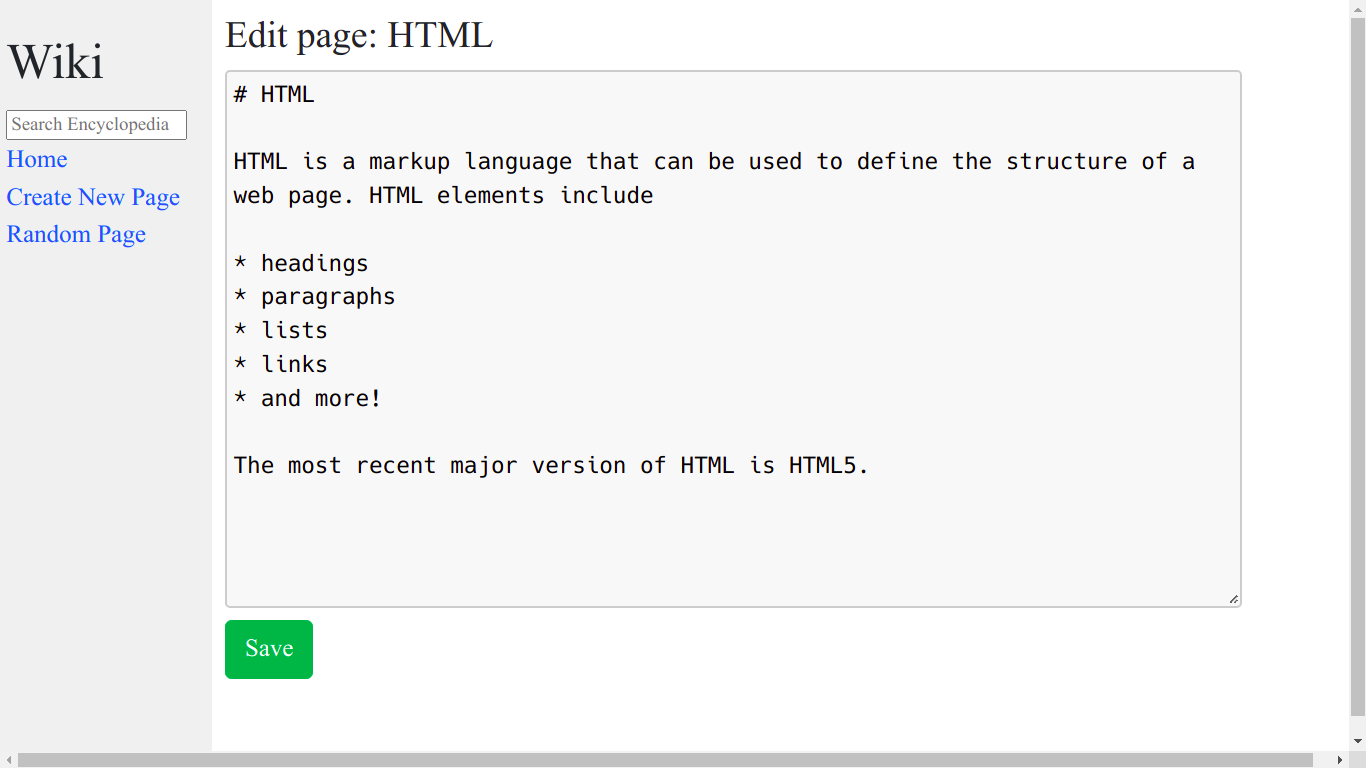 Wiki
Search Encyclopedia
Home
Create New Page
Random Page
Edit page: HTML
# HTML
HTML is a markup language that can be used to define the structure of a
web page. HTML elements include
* headings
* paragraphs
* lists
* links
* and more!
The most recent major version of HTML is HTML5.
Save